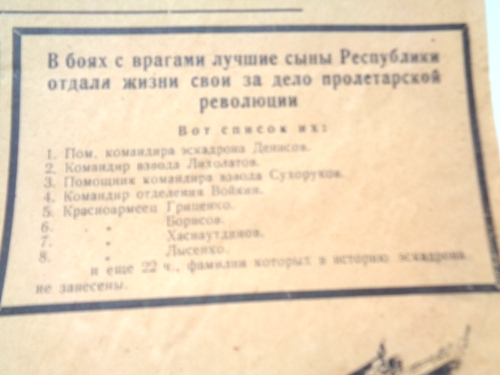 В боях с врагами лучшие сыны Республики
отдали жизни свои за дело пролетарской
революции
Вот список их:
1. Пом. командира эскадрона Денисов.
2. Командир взвода Лихолатов.
3. Помощник командира взвода Сухоруков.
4. Командир отделения Войкин.
5. Красноармеец Гриценко.
6. " Борисов.
7. " Хаснаутдинов.
8. " Лысенко.
и еще 22 ч., фамилии которых в историю эскадрона
не занесены.